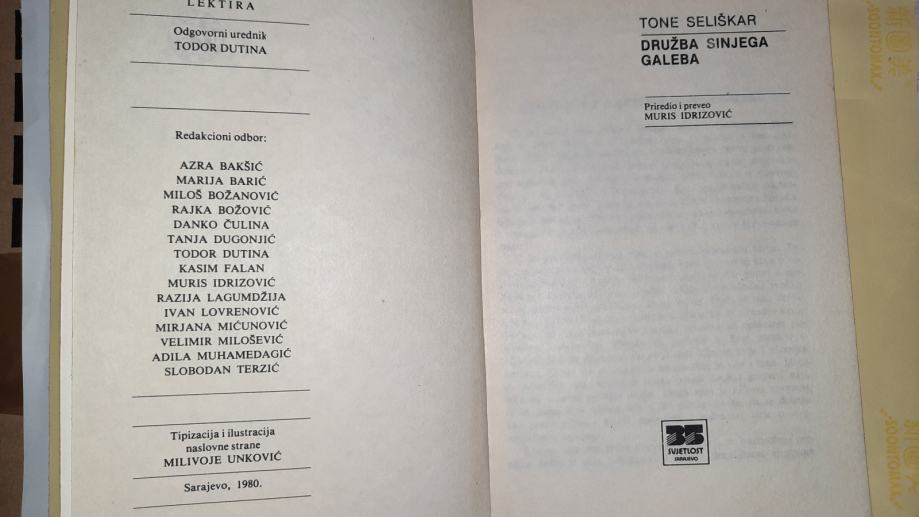 LEKTIRA
Odgovorni urednik
TODOR DUTINA
Redakcioni odbor:
AZRA BAKŠIĆ
MARIJA BARIĆ
MILOŠ BOŽANOVIĆ
RAJKA BOŽOVIĆ
DANKO ČULINA
TANJA DUGONJIĆ
TODOR DUTINA
KASIM FALAN
MURIS IDRIZOVIĆ
RAZIJA LAGUMDŽIJA
IVAN LOVRENOVIĆ
MIRJANA MIĆUNOVIĆ
VELIMIR MILOŠEVIĆ
ADILA MUHAMEDAGIĆ
SLOBODAN TERZIĆ
Tipizacija i ilustracija
naslovne strane
MILIVOJE UNKOVIĆ
Sarajevo, 1980.
TONE SELIŠKAR
DRUŽBA SINJEGA
GALEBA
Priredio i preveo
MURIS IDRIZOVIĆ
SVJETLOST
SARAJEVO